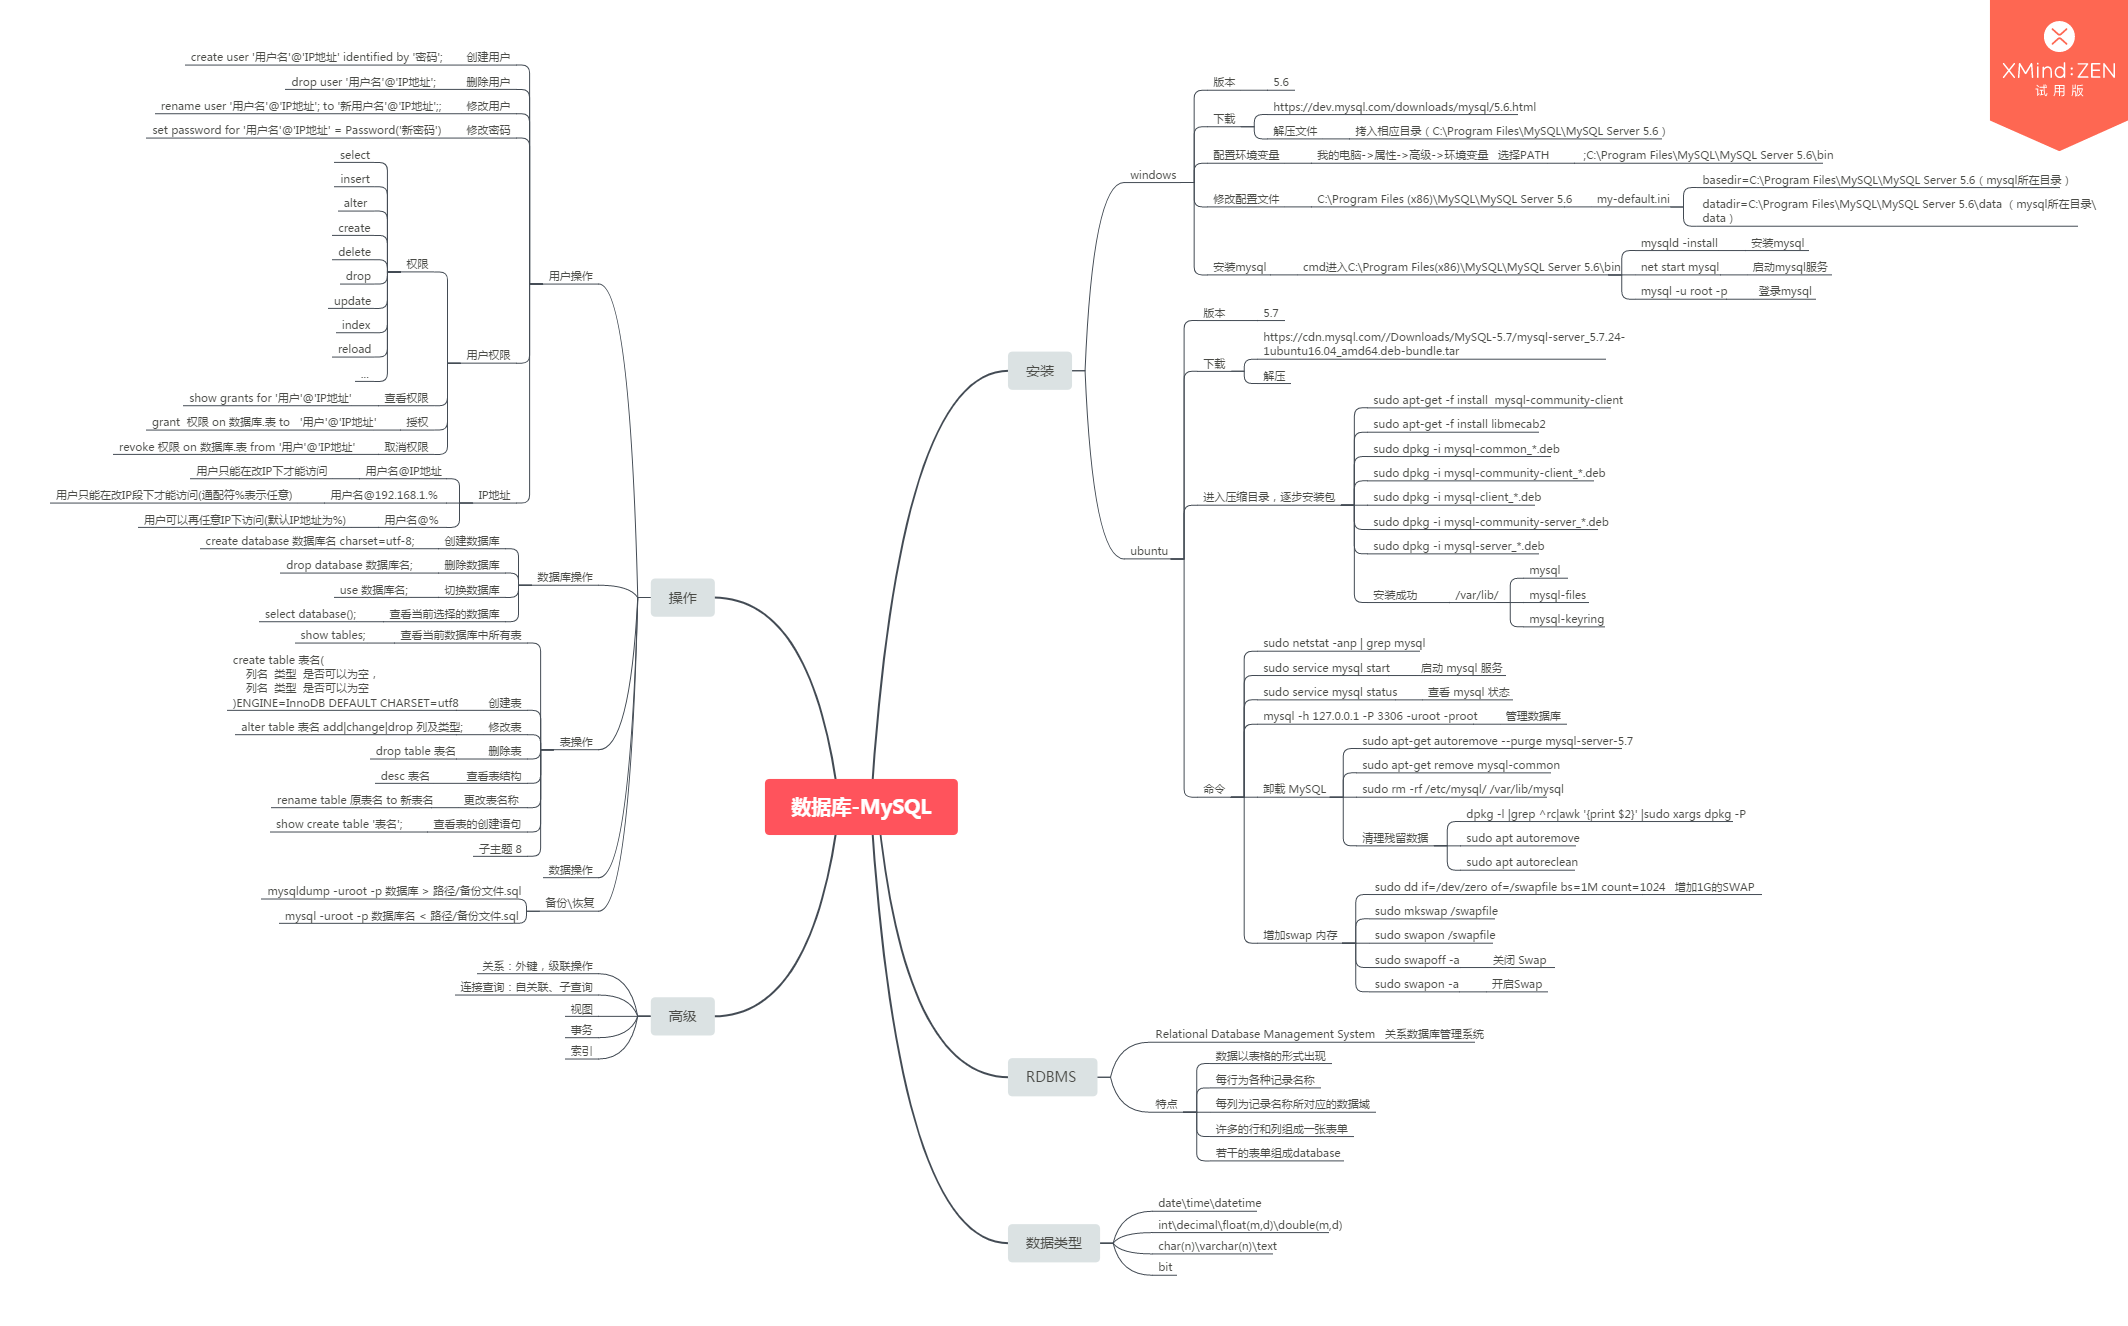 XMind:ZEN
试用版
数据库-MySQL
安装
windows
版本
5.6
下载
https://dev.mysql.com/downloads/mysql/5.6.html
解压文件
拷入相应目录（C:\Program Files\MySQL\MySQL Server 5.6）
配置环境变量
我的电脑->属性->高级->环境变量 选择PATH
;C:\Program Files\MySQL\MySQL Server 5.6\bin
修改配置文件
C:\Program Files (x86)\MySQL\MySQL Server 5.6
my-default.ini
basedir=C:\Program Files\MySQL\MySQL Server 5.6（mysql所在目录）
datadir=C:\Program Files\MySQL\MySQL Server 5.6\data （mysql所在目录\
data）
安装mysql
cmd进入C:\Program Files(x86)\MySQL\MySQL Server 5.6\bin
mysqld -install
安装mysql
net start mysql
启动mysql服务
mysql -u root -p
登录mysql
ubuntu
版本
5.7
下载
https://cdn.mysql.com//Downloads/MySQL-5.7/mysql-server_5.7.24-
1ubuntu16.04_amd64.deb-bundle.tar
解压
进入压缩目录，逐步安装包
sudo apt-get -f install  mysql-community-client
sudo apt-get -f install libmecab2
sudo dpkg -i mysql-common_*.deb
sudo dpkg -i mysql-community-client_*.deb
sudo dpkg -i mysql-client_*.deb
sudo dpkg -i mysql-community-server_*.deb
sudo dpkg -i mysql-server_*.deb
安装成功
/var/lib/
mysql
mysql-files
mysql-keyring
命令
sudo netstat -anp | grep mysql
sudo service mysql start
启动 mysql 服务
sudo service mysql status
查看 mysql 状态
mysql -h 127.0.0.1 -P 3306 -uroot -proot
管理数据库
卸载 MySQL
sudo apt-get autoremove --purge mysql-server-5.7
sudo apt-get remove mysql-common
sudo rm -rf /etc/mysql/ /var/lib/mysql
清理残留数据
dpkg -l |grep ^rc|awk '{print $2}' |sudo xargs dpkg -P
sudo apt autoremove
sudo apt autoreclean
增加swap 内存
sudo dd if=/dev/zero of=/swapfile bs=1M count=1024   增加1G的SWAP
sudo mkswap /swapfile
sudo swapon /swapfile
sudo swapoff -a
关闭 Swap
sudo swapon -a
开启Swap
RDBMS
Relational Database Management System   关系数据库管理系统
特点
数据以表格的形式出现
每行为各种记录名称
每列为记录名称所对应的数据域
许多的行和列组成一张表单
若干的表单组成database
数据类型
date\time\datetime
int\decimal\float(m,d)\double(m,d)
char(n)\varchar(n)\text
bit
操作
用户操作
create user '用户名'@'IP地址' identified by '密码';
创建用户
drop user '用户名'@'IP地址';
删除用户
rename user '用户名'@'IP地址'; to '新用户名'@'IP地址';;
修改用户
set password for '用户名'@'IP地址' = Password('新密码')
修改密码
用户权限
权限
select
insert
alter
create
delete
drop
update
index
reload
...
show grants for '用户'@'IP地址'
查看权限
grant  权限 on 数据库.表 to   '用户'@'IP地址'
授权
revoke 权限 on 数据库.表 from '用户'@'IP地址'
取消权限
IP地址
用户只能在改IP下才能访问
用户名@IP地址
用户只能在改IP段下才能访问(通配符%表示任意)
用户名@192.168.1.%
用户可以再任意IP下访问(默认IP地址为%)
用户名@%
数据库操作
create database 数据库名 charset=utf-8;
创建数据库
drop database 数据库名;
删除数据库
use 数据库名;
切换数据库
select database();
查看当前选择的数据库
表操作
show tables;
查看当前数据库中所有表
create table 表名(
列名  类型  是否可以为空，
列名  类型  是否可以为空
)ENGINE=InnoDB DEFAULT CHARSET=utf8
创建表
alter table 表名 add|change|drop 列及类型;
修改表
drop table 表名
删除表
desc 表名
查看表结构
rename table 原表名 to 新表名
更改表名称
show create table '表名';
查看表的创建语句
子主题 8
数据操作
备份\恢复
mysqldump -uroot -p 数据库 > 路径/备份文件.sql
mysql -uroot -p 数据库名 < 路径/备份文件.sql
高级
关系：外键，级联操作
连接查询：自关联、子查询
视图
事务
索引